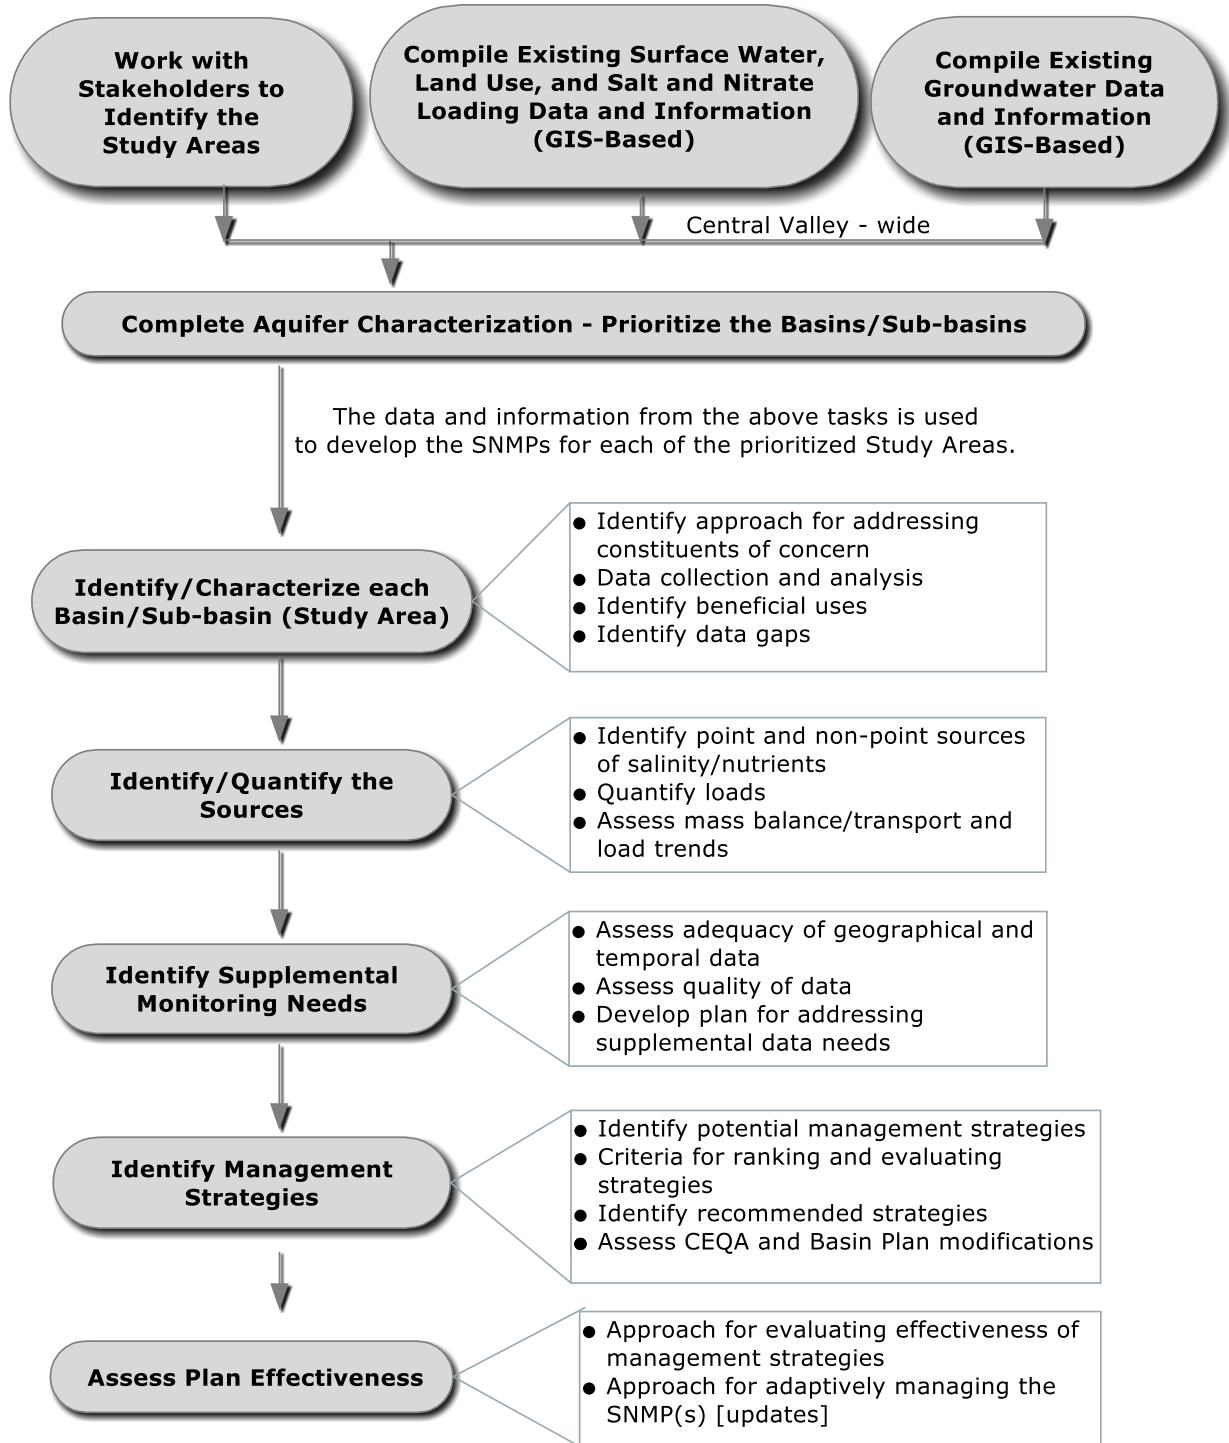 Work with
Stakeholders to
Identify the
Study Areas
Compile Existing Surface Water,
Land Use, and Salt and Nitrate
Loading Data and Information
(GIS-Based)
Compile Existing
Groundwater Data
and Information
(GIS-Based)
Central Valley - wide
Complete Aquifer Characterization - Prioritize the Basins/Sub-basins
The data and information from the above tasks is used
to develop the SNMPs for each of the prioritized Study Areas.
Identify/Characterize each
Basin/Sub-basin (Study Area)
● Identify approach for addressing
constituents of concern
● Data collection and analysis
● Identify beneficial uses
● Identify data gaps
Identify/Quantify the
Sources
● Identify point and non-point sources
of salinity/nutrients
● Quantify loads
● Assess mass balance/transport and
load trends
Identify Supplemental
Monitoring Needs
● Assess adequacy of geographical and
temporal data
● Assess quality of data
● Develop plan for addressing
supplemental data needs
Identify Management
Strategies
● Identify potential management strategies
● Criteria for ranking and evaluating
strategies
● Identify recommended strategies
● Assess CEQA and Basin Plan modifications
Assess Plan Effectiveness
● Approach for evaluating effectiveness of
management strategies
● Approach for adaptively managing the
SNMP(s) [updates]